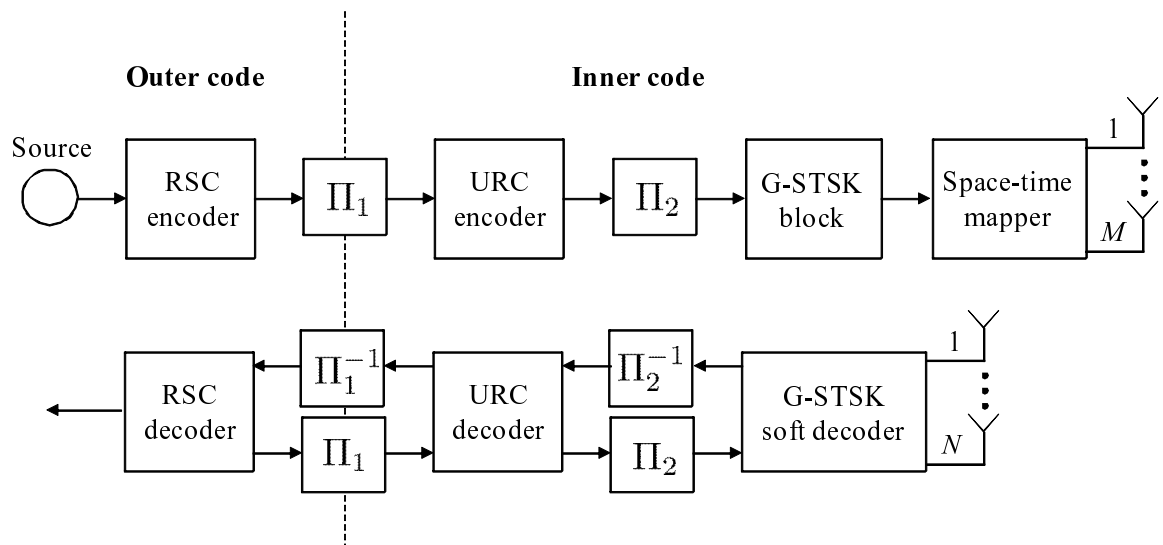 Outer code
Inner code
Source
RSC
encoder
Π₁
URC
encoder
Π₂
G-STSK
block
Space-time
mapper
1
M
RSC
decoder
Π₁⁻¹
Π₁
URC
decoder
Π₂⁻¹
Π₂
G-STSK
soft decoder
1
N